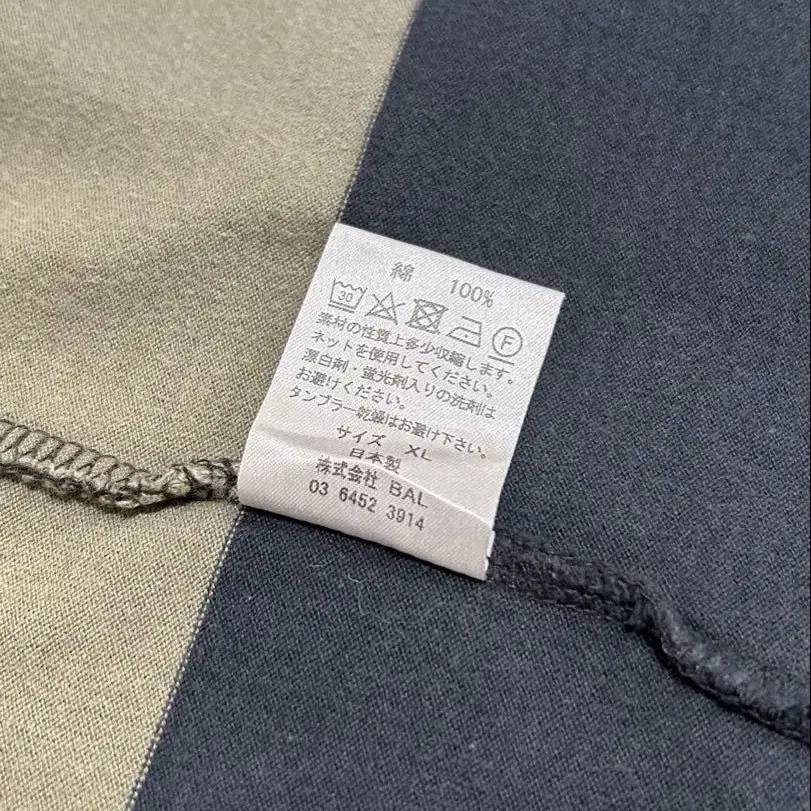 綿 100%
30 F
素材の性質上多少収縮します。
ネットを使用してください。
漂白剤・蛍光剤入りの洗剤は
お避けください。
タンブラー乾燥はお避け下さい。
サイズ XL
日本製
株式会社 BAL
03 6452 3914